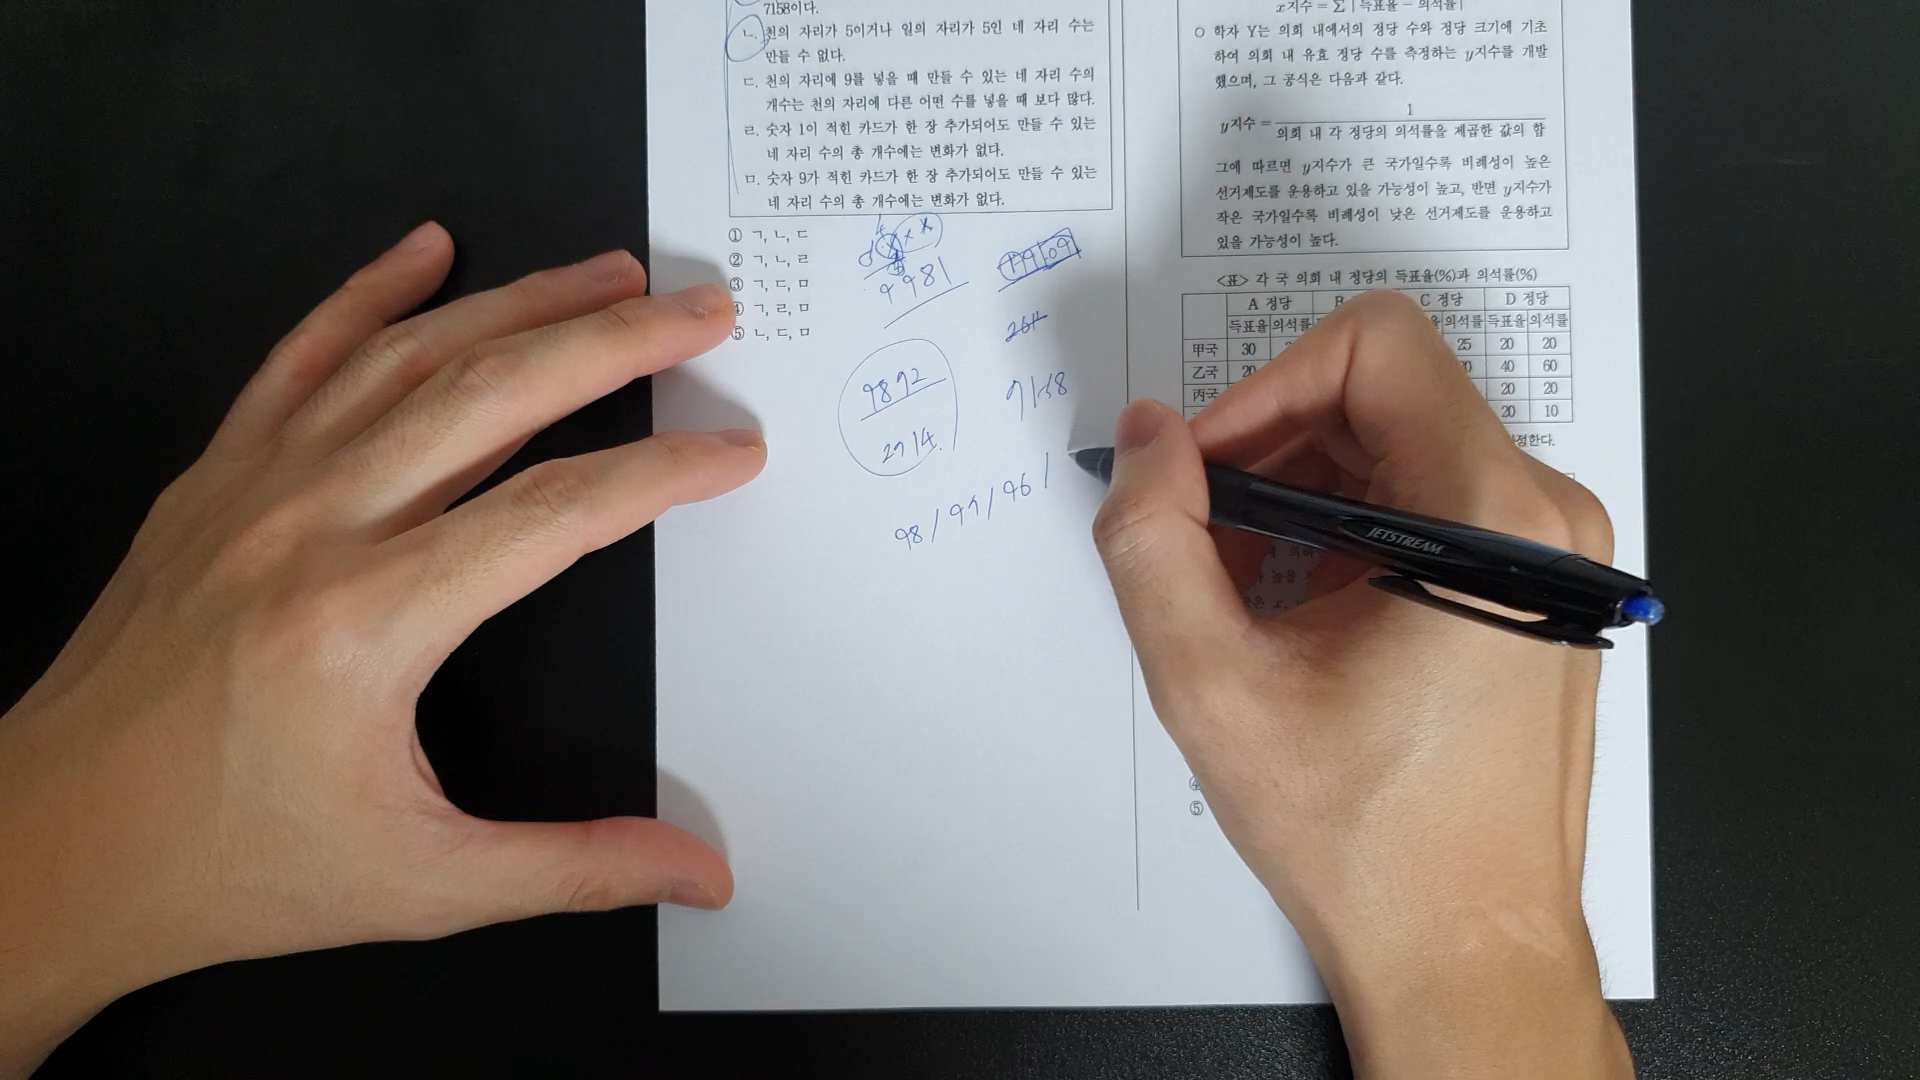 7158이다.
ㄴ. 천의 자리가 5이거나 일의 자리가 5인 네 자리 수는
만들 수 없다.
ㄷ. 천의 자리에 9를 넣을 때 만들 수 있는 네 자리 수의
개수는 천의 자리에 다른 어떤 수를 넣을 때 보다 많다.
ㄹ. 숫자 1이 적힌 카드가 한 장 추가되어도 만들 수 있는
네 자리 수의 총 개수에는 변화가 없다.
ㅁ. 숫자 9가 적힌 카드가 한 장 추가되어도 만들 수 있는
네 자리 수의 총 개수에는 변화가 없다.
① ㄱ, ㄴ, ㄷ
② ㄱ, ㄴ, ㄹ
③ ㄱ, ㄷ, ㅁ
④ ㄱ, ㄹ, ㅁ
⑤ ㄴ, ㄷ, ㅁ
9981
9892
98 / 97 / 96 /
x지수 = ∑ | 득표율 - 의석률 |
○ 학자 Y는 의회 내에서의 정당 수와 정당 크기에 기초
하여 의회 내 유효 정당 수를 측정하는 y지수를 개발
했으며, 그 공식은 다음과 같다.
1
y지수 =
의회 내 각 정당의 의석률을 제곱한 값의 합
그에 따르면 y지수가 큰 국가일수록 비례성이 높은
선거제도를 운용하고 있을 가능성이 높고, 반면 y지수가
작은 국가일수록 비례성이 낮은 선거제도를 운용하고
있을 가능성이 높다.
<표> 각 국 의회 내 정당의 득표율(%)과 의석률(%)
A 정당 C 정당 D 정당
득표율 의석률 의석률 득표율 의석률
甲국 30 25 20 20
乙국 20 40 60
丙국 20 20
20 10
JETSTREAM
⑤